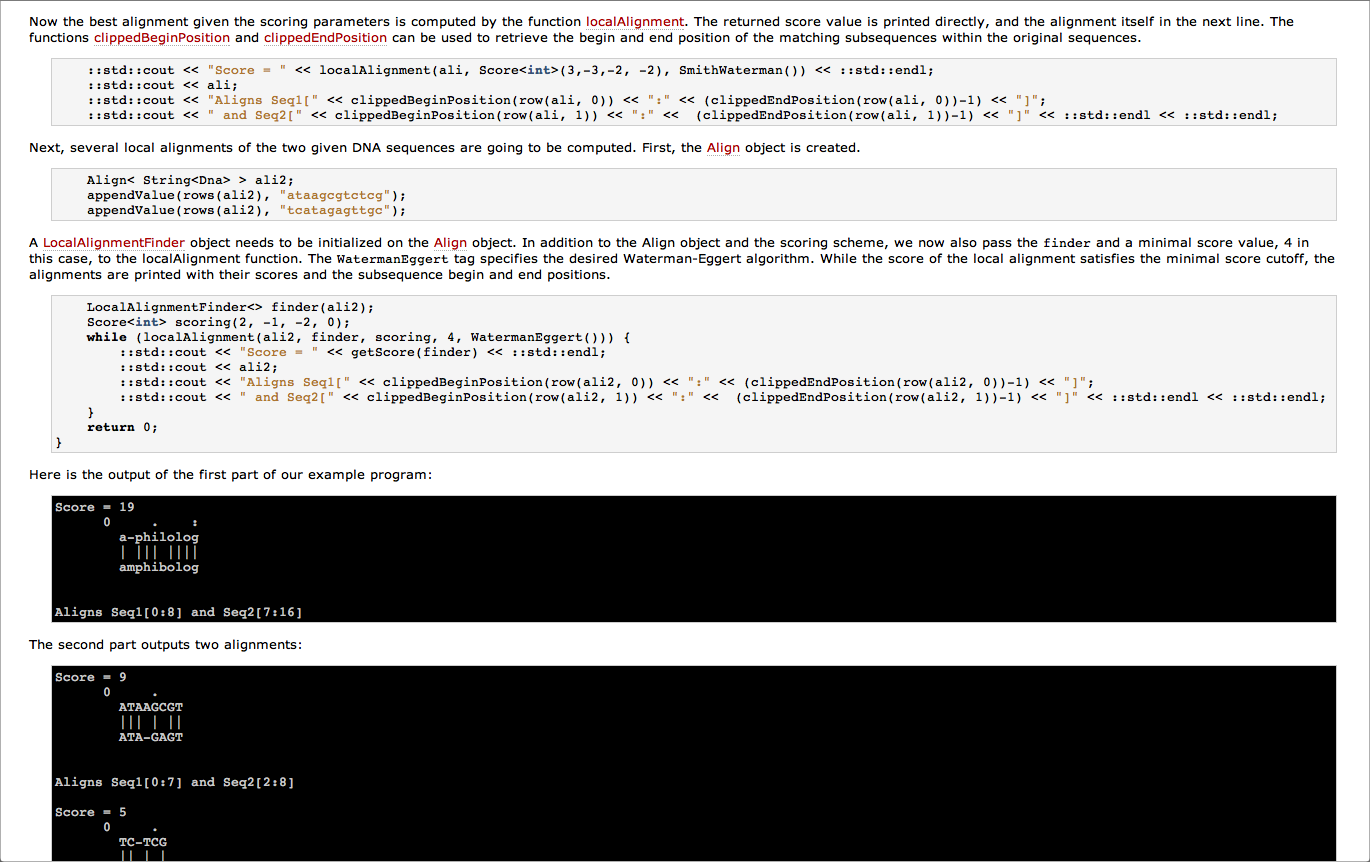 Now the best alignment given the scoring parameters is computed by the function localAlignment. The returned score value is printed directly, and the alignment itself in the next line. The
functions clippedBeginPosition and clippedEndPosition can be used to retrieve the begin and end position of the matching subsequences within the original sequences.
::std::cout << "Score = " << localAlignment(ali, Score<int>(3,-3,-2, -2), SmithWaterman()) << ::std::endl;
::std::cout << ali;
::std::cout << "Aligns Seq1[" << clippedBeginPosition(row(ali, 0)) << ":" << (clippedEndPosition(row(ali, 0))-1) << "]";
::std::cout << " and Seq2[" << clippedBeginPosition(row(ali, 1)) << ":" <<  (clippedEndPosition(row(ali, 1))-1) << "]" << ::std::endl << ::std::endl;
Next, several local alignments of the two given DNA sequences are going to be computed. First, the Align object is created.
Align< String<Dna> > ali2;
appendValue(rows(ali2), "ataagcgtctcg");
appendValue(rows(ali2), "tcatagagttgc");
A LocalAlignmentFinder object needs to be initialized on the Align object. In addition to the Align object and the scoring scheme, we now also pass the finder and a minimal score value, 4 in
this case, to the localAlignment function. The WatermanEggert tag specifies the desired Waterman-Eggert algorithm. While the score of the local alignment satisfies the minimal score cutoff, the
alignments are printed with their scores and the subsequence begin and end positions.
LocalAlignmentFinder<> finder(ali2);
Score<int> scoring(2, -1, -2, 0);
while (localAlignment(ali2, finder, scoring, 4, WatermanEggert())) {
::std::cout << "Score = " << getScore(finder) << ::std::endl;
::std::cout << ali2;
::std::cout << "Aligns Seq1[" << clippedBeginPosition(row(ali2, 0)) << ":" << (clippedEndPosition(row(ali2, 0))-1) << "]";
::std::cout << " and Seq2[" << clippedBeginPosition(row(ali2, 1)) << ":" <<  (clippedEndPosition(row(ali2, 1))-1) << "]" << ::std::endl << ::std::endl;
}
return 0;
}
Here is the output of the first part of our example program:
Score = 19
0     .    :
a-philolog
| ||| ||||
amphibolog
Aligns Seq1[0:8] and Seq2[7:16]
The second part outputs two alignments:
Score = 9
0     .
ATAAGCGT
||| | ||
ATA-GAGT
Aligns Seq1[0:7] and Seq2[2:8]
Score = 5
0     .
TC-TCG
|| | |